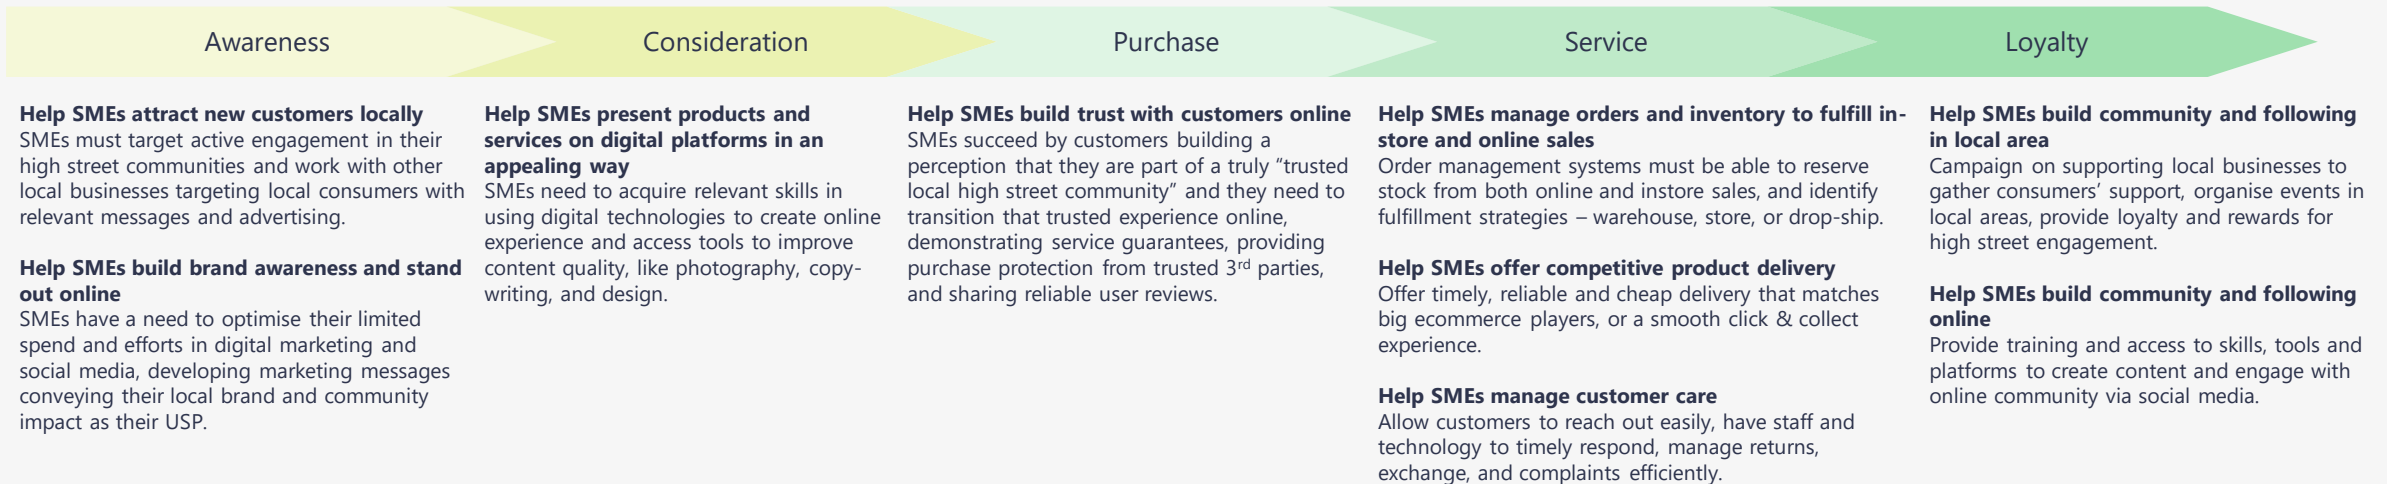 Awareness
Consideration
Purchase
Service
Loyalty
Help SMEs attract new customers locally
SMEs must target active engagement in their
high street communities and work with other
local businesses targeting local consumers with
relevant messages and advertising.
Help SMEs build brand awareness and stand
out online
SMEs have a need to optimise their limited
spend and efforts in digital marketing and
social media, developing marketing messages
conveying their local brand and community
impact as their USP.
Help SMEs present products and
services on digital platforms in an
appealing way
SMEs need to acquire relevant skills in
using digital technologies to create online
experience and access tools to improve
content quality, like photography, copy-
writing, and design.
Help SMEs build trust with customers online
SMEs succeed by customers building a
perception that they are part of a truly “trusted
local high street community” and they need to
transition that trusted experience online,
demonstrating service guarantees, providing
purchase protection from trusted 3rd parties,
and sharing reliable user reviews.
Help SMEs manage orders and inventory to fulfill in-
store and online sales
Order management systems must be able to reserve
stock from both online and instore sales, and identify
fulfillment strategies – warehouse, store, or drop-ship.
Help SMEs offer competitive product delivery
Offer timely, reliable and cheap delivery that matches
big ecommerce players, or a smooth click & collect
experience.
Help SMEs manage customer care
Allow customers to reach out easily, have staff and
technology to timely respond, manage returns,
exchange, and complaints efficiently.
Help SMEs build community and following
in local area
Campaign on supporting local businesses to
gather consumers’ support, organise events in
local areas, provide loyalty and rewards for
high street engagement.
Help SMEs build community and following
online
Provide training and access to skills, tools and
platforms to create content and engage with
online community via social media.